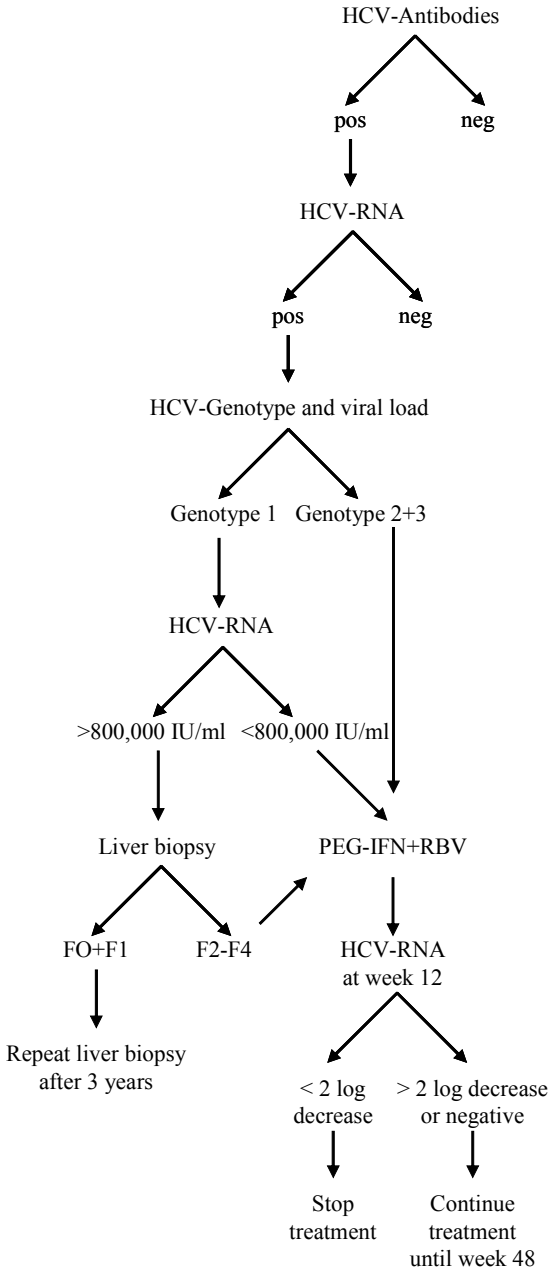 HCV-Antibodies
pos
neg
HCV-RNA
pos
neg
HCV-Genotype and viral load
Genotype 1
Genotype 2+3
HCV-RNA
>800,000 IU/ml
<800,000 IU/ml
Liver biopsy
PEG-IFN+RBV
FO+F1
F2-F4
HCV-RNA
at week 12
Repeat liver biopsy
after 3 years
< 2 log
decrease
> 2 log decrease
or negative
Stop
treatment
Continue
treatment
until week 48